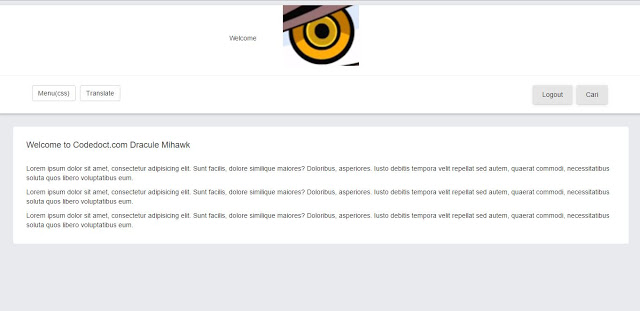 Welcome
Menu(css) Translate Logout Cari
Welcome to Codedoct.com Dracule Mihawk
Lorem ipsum dolor sit amet, consectetur adipisicing elit. Sunt facilis, dolore similique maiores? Doloribus, asperiores. Iusto debitis tempora velit repellat sed autem, quaerat commodi, necessitatibus
soluta quos libero voluptatibus eum.
Lorem ipsum dolor sit amet, consectetur adipisicing elit. Sunt facilis, dolore similique maiores? Doloribus, asperiores. Iusto debitis tempora velit repellat sed autem, quaerat commodi, necessitatibus
soluta quos libero voluptatibus eum.
Lorem ipsum dolor sit amet, consectetur adipisicing elit. Sunt facilis, dolore similique maiores? Doloribus, asperiores. Iusto debitis tempora velit repellat sed autem, quaerat commodi, necessitatibus
soluta quos libero voluptatibus eum.